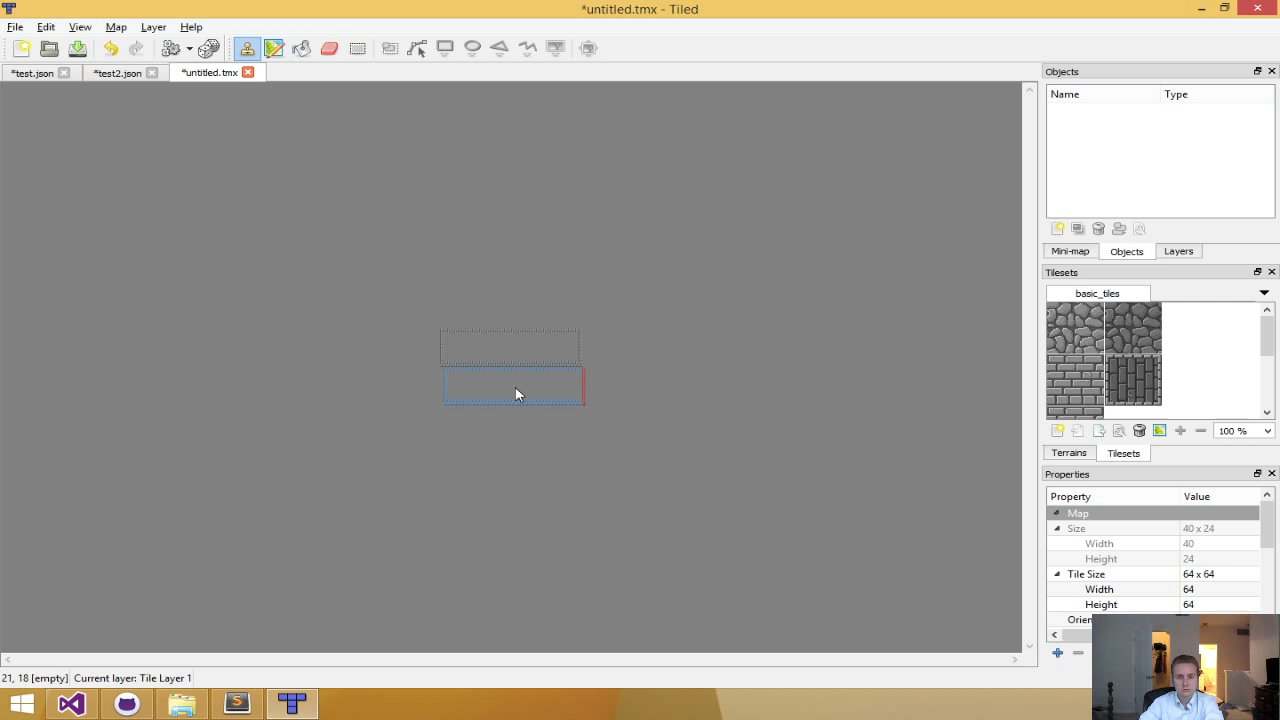 *untitled.tmx - Tiled
File Edit View Map Layer Help
*test.json *test2.json *untitled.tmx
Objects
Name Type
Mini-map Objects Layers
Tilesets
basic_tiles
100 %
Terrains Tilesets
Properties
Property Value
Map
Size 40 x 24
Width 40
Height 24
Tile Size 64 x 64
Width 64
Height 64
21, 18 [empty] Current layer: Tile Layer 1